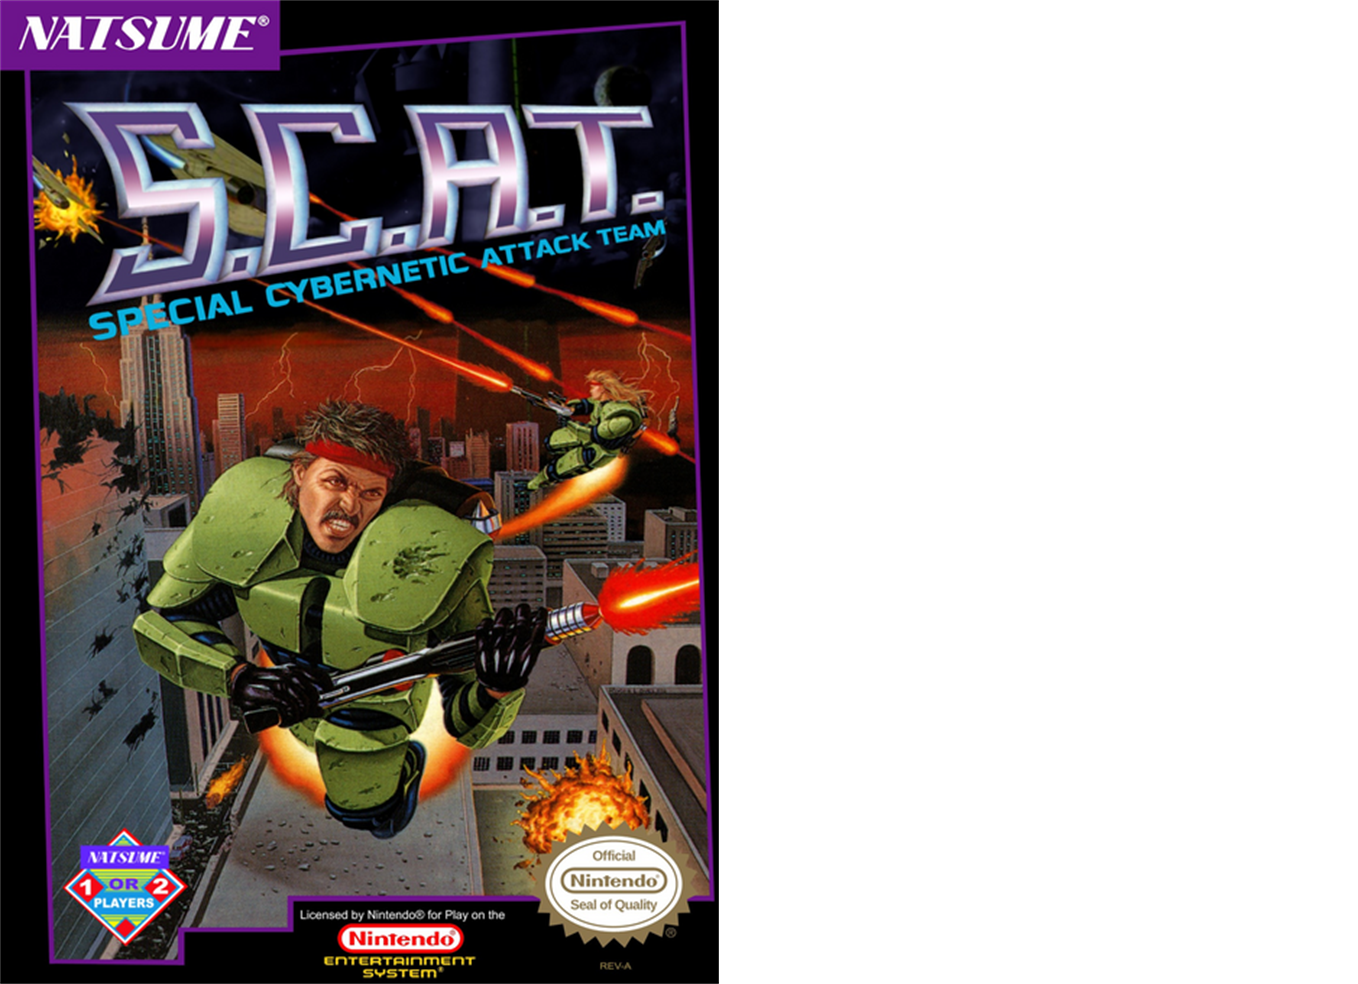 NATSUME®
S.C.A.T.
SPECIAL CYBERNETIC ATTACK TEAM
NATSUME®
1 OR 2
PLAYERS
Official
Nintendo®
Seal of Quality
®
Licensed by Nintendo® for Play on the
Nintendo®
ENTERTAINMENT
SYSTEM®
REV-A